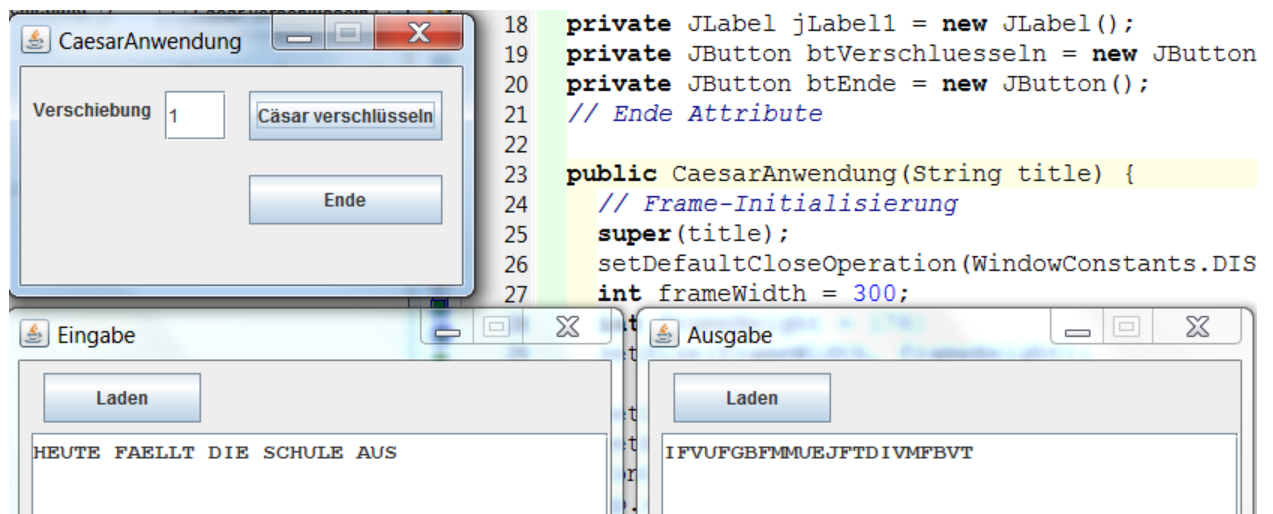 CaesarAnwendung
Verschiebung 1 Cäsar verschlüsseln
Ende
18 private JLabel jLabel1 = new JLabel();
19 private JButton btVerschluesseln = new JButton
20 private JButton btEnde = new JButton();
21 // Ende Attribute
22
23 public CaesarAnwendung(String title) {
24 // Frame-Initialisierung
25 super(title);
26 setDefaultCloseOperation(WindowConstants.DIS
27 int frameWidth = 300;
Eingabe
Laden
HEUTE FAELLT DIE SCHULE AUS
Ausgabe
Laden
IFVUFGBFMMUEJFTDIVMFBVT